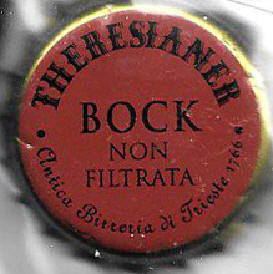 THERESIANER
BOCK
NON
FILTRATA
• Antica Birreria di Trieste 1766 •